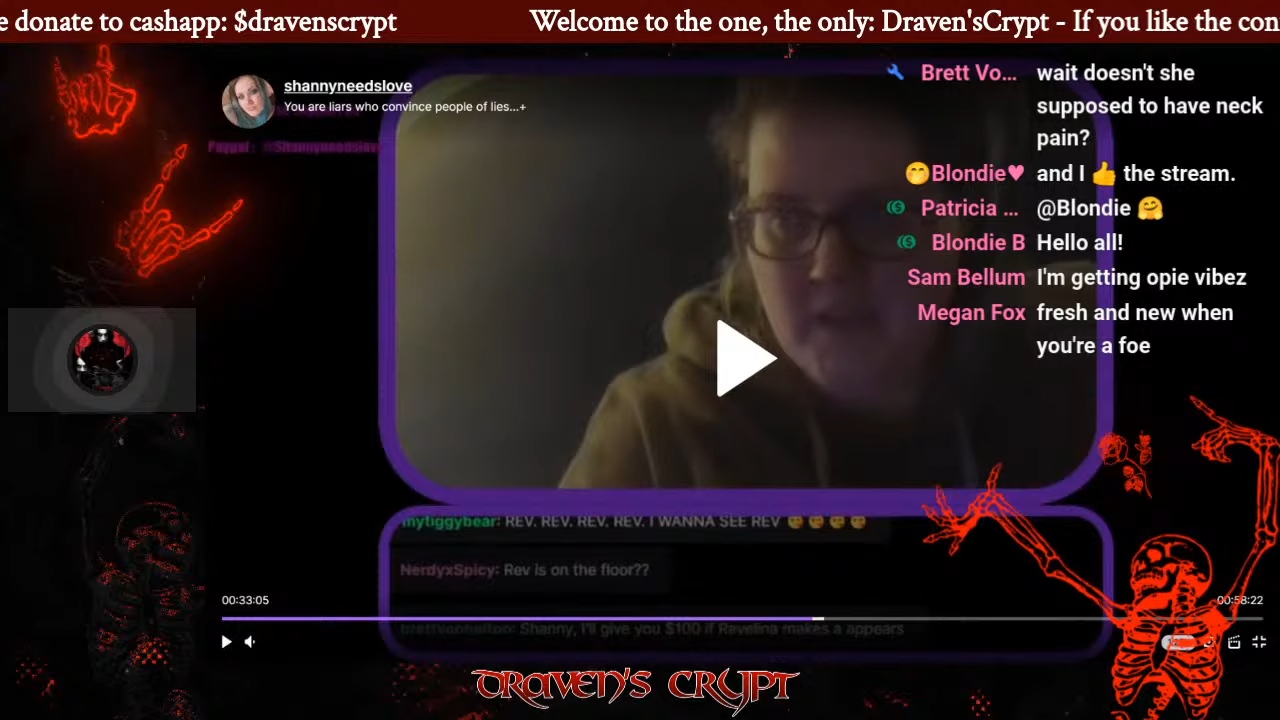 e donate to cashapp: $dravenscrypt
Welcome to the one, the only: Draven'sCrypt - If you like the con
shannyneedslove
You are liars who convince people of lies...+
Paypal: @Shannyneedslove
Brett Vo… wait doesn't she
supposed to have neck
pain?
🤭Blondie♥ and I 👍 the stream.
Patricia … @Blondie 🤗
Blondie B Hello all!
Sam Bellum I'm getting opie vibez
Megan Fox fresh and new when
you're a foe
mytiggybear: REV. REV. REV. REV. I WANNA SEE REV
NerdyxSpicy: Rev is on the floor??
00:33:05
00:58:22
Shanny, I'll give you $100 if Ravelina makes a appears
DRAVEN'S CRYPT